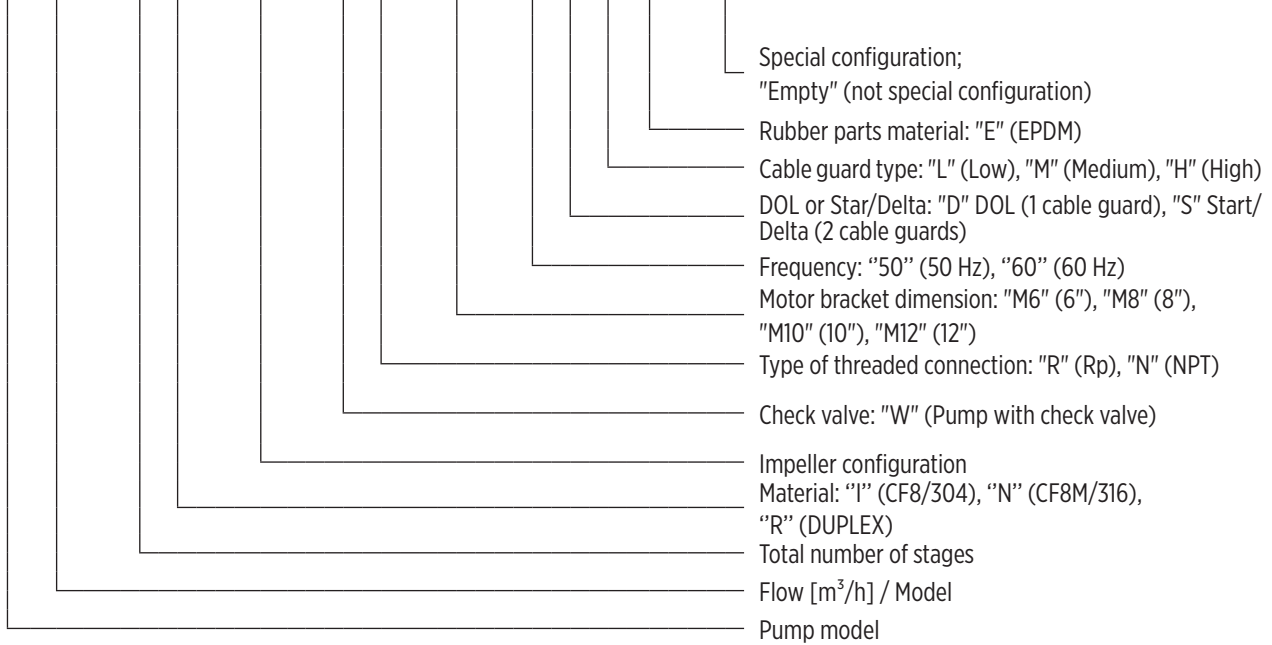 Special configuration;
"Empty" (not special configuration)
Rubber parts material: "E" (EPDM)
Cable guard type: "L" (Low), "M" (Medium), "H" (High)
DOL or Star/Delta: "D" DOL (1 cable guard), "S" Start/
Delta (2 cable guards)
Frequency: ‘‘50’’ (50 Hz), ‘‘60’’ (60 Hz)
Motor bracket dimension: "M6" (6"), "M8" (8"),
"M10" (10"), "M12" (12")
Type of threaded connection: "R" (Rp), "N" (NPT)
Check valve: "W" (Pump with check valve)
Impeller configuration
Material: ‘‘I’’ (CF8/304), ‘‘N’’ (CF8M/316),
‘‘R’’ (DUPLEX)
Total number of stages
Flow [m³/h] / Model
Pump model